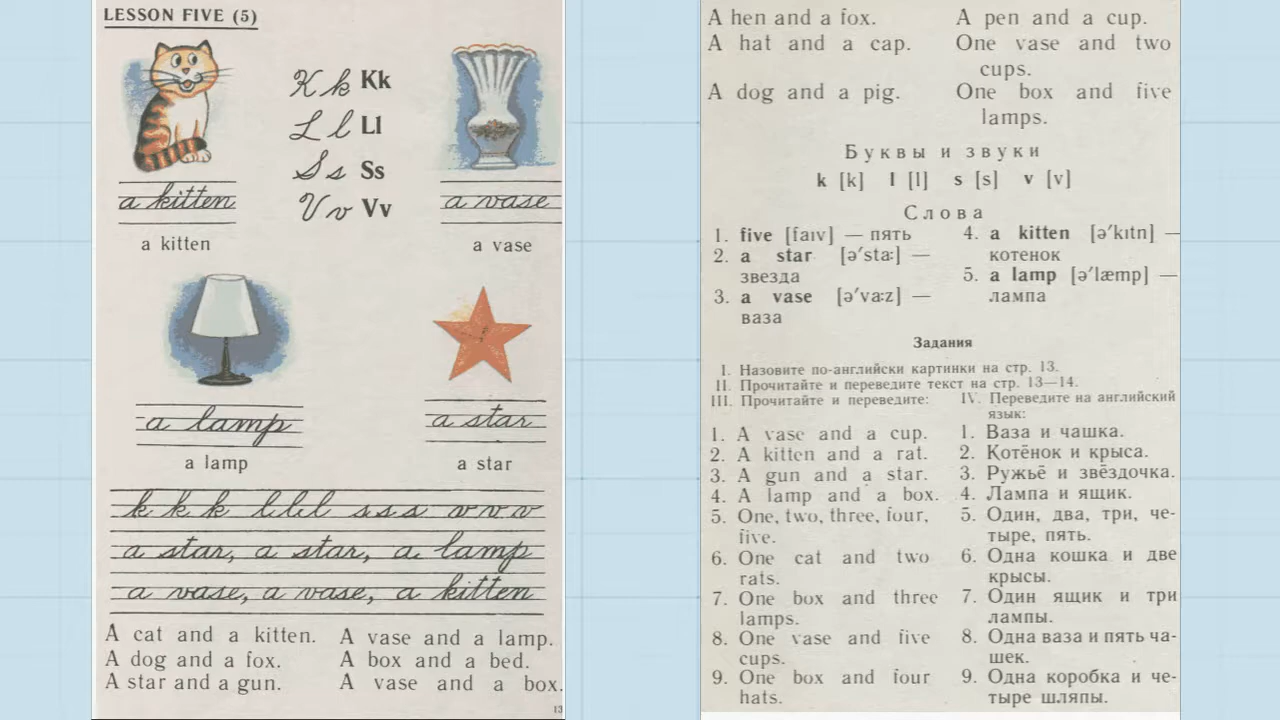 LESSON FIVE (5)
K k Kk
L l Ll
S s Ss
V v Vv
a kitten
a vase
a kitten
a vase
a lamp
a star
a lamp
a star
k k k l l l s s s v v v
a star, a star, a lamp
a vase, a vase, a kitten
A cat and a kitten.
A dog and a fox.
A star and a gun.
A vase and a lamp.
A box and a bed.
A vase and a box.
13
A hen and a fox.
A hat and a cap.
A dog and a pig.
A pen and a cup.
One vase and two
cups.
One box and five
lamps.
Буквы и звуки
k [k] l [l] s [s] v [v]
Слова
1. five [faıv] — пять
2. a star [ə′sta:] —
звезда
3. a vase [ə′va:z] —
ваза
4. a kitten [ə′kıtn] —
котенок
5. a lamp [ə′læmp] —
лампа
Задания
I. Назовите по-английски картинки на стр. 13.
II. Прочитайте и переведите текст на стр. 13—14.
III. Прочитайте и переведите:
1. A vase and a cup.
2. A kitten and a rat.
3. A gun and a star.
4. A lamp and a box.
5. One, two, three, four,
five.
6. One cat and two
rats.
7. One box and three
lamps.
8. One vase and five
cups.
9. One box and four
hats.
IV. Переведите на английский
язык:
1. Ваза и чашка.
2. Котёнок и крыса.
3. Ружьё и звёздочка.
4. Лампа и ящик.
5. Один, два, три, че-
тыре, пять.
6. Одна кошка и две
крысы.
7. Один ящик и три
лампы.
8. Одна ваза и пять ча-
шек.
9. Одна коробка и че-
тыре шляпы.